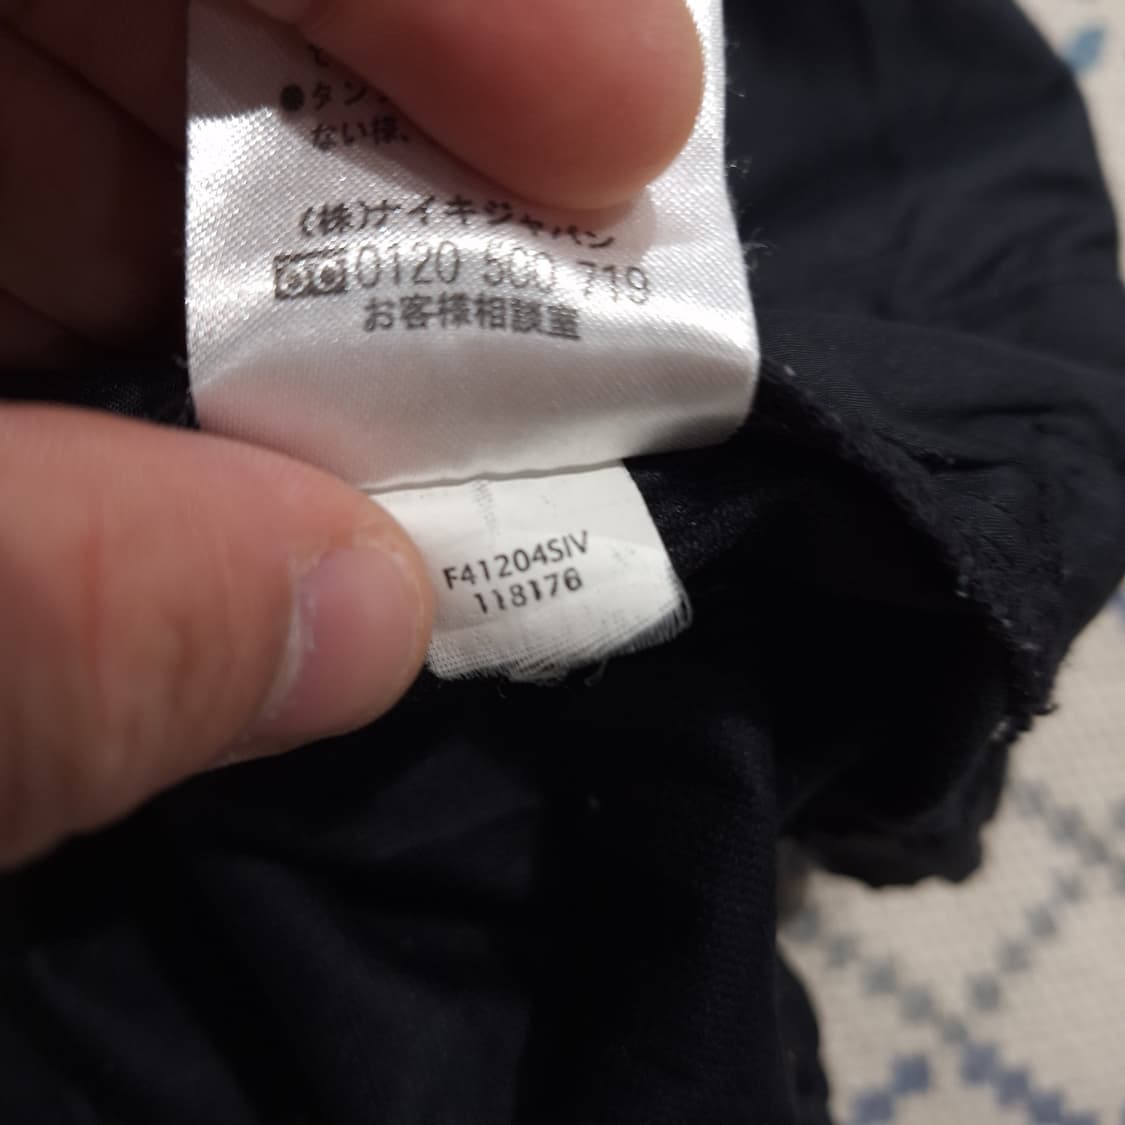 ●タン
ない様、
(株)ナイキジャパン
0120 500 719
お客様相談室
F41204SIV
118176